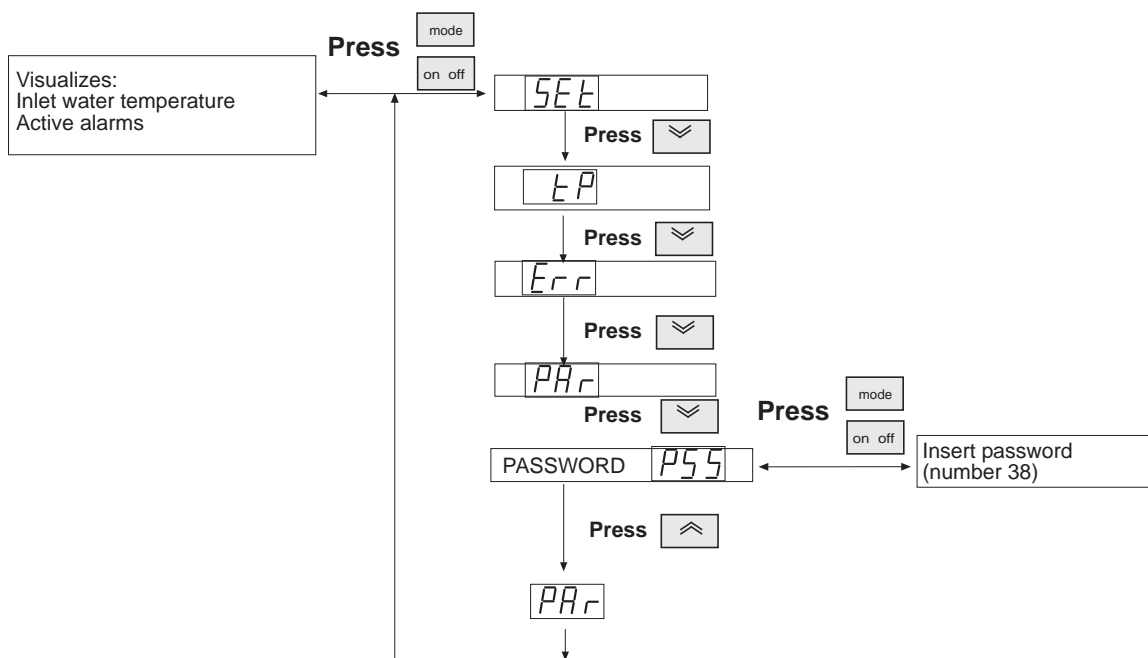 Press
mode
on off
Visualizes:
Inlet water temperature
Active alarms
SEt
Press
tP
Press
Err
Press
PAr
Press
Press
mode
on off
PASSWORD PSS
Insert password
(number 38)
Press
PAr